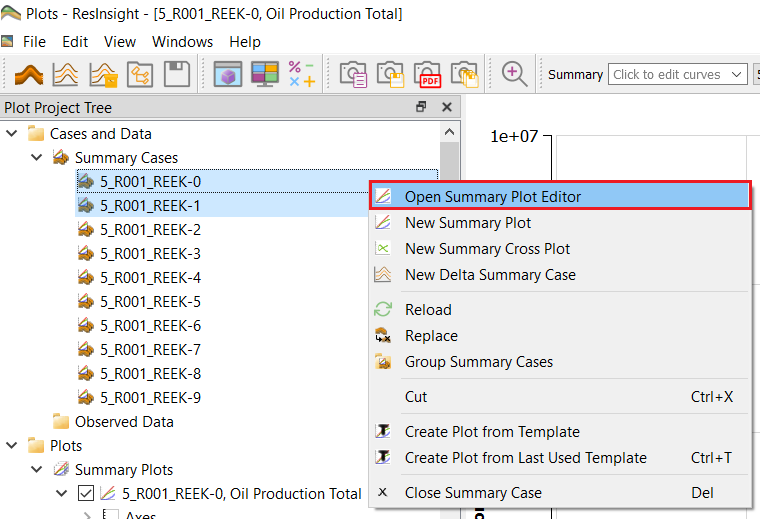 Plots - ResInsight - [5_R001_REEK-0, Oil Production Total]
File Edit View Windows Help
PDF Summary Click to edit curves 5
Plot Project Tree
1e+07
Cases and Data
Summary Cases
5_R001_REEK-0
5_R001_REEK-1
5_R001_REEK-2
5_R001_REEK-3
5_R001_REEK-4
5_R001_REEK-5
5_R001_REEK-6
5_R001_REEK-7
5_R001_REEK-8
5_R001_REEK-9
Observed Data
Plots
Summary Plots
5_R001_REEK-0, Oil Production Total
Axes
Open Summary Plot Editor
New Summary Plot
New Summary Cross Plot
New Delta Summary Case
Reload
Replace
Group Summary Cases
Cut Ctrl+X
Create Plot from Template
Create Plot from Last Used Template Ctrl+T
Close Summary Case Del